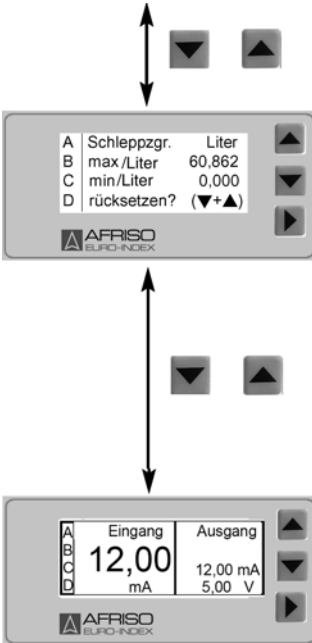 A Schleppzgr. Liter
B max/Liter 60,862
C min/Liter 0,000
D rücksetzen? (▼+▲)
AFRISO
EURO-INDEX
A Eingang Ausgang
B
12,00
C 12,00 mA
D mA 5,00 V
AFRISO
EURO-INDEX